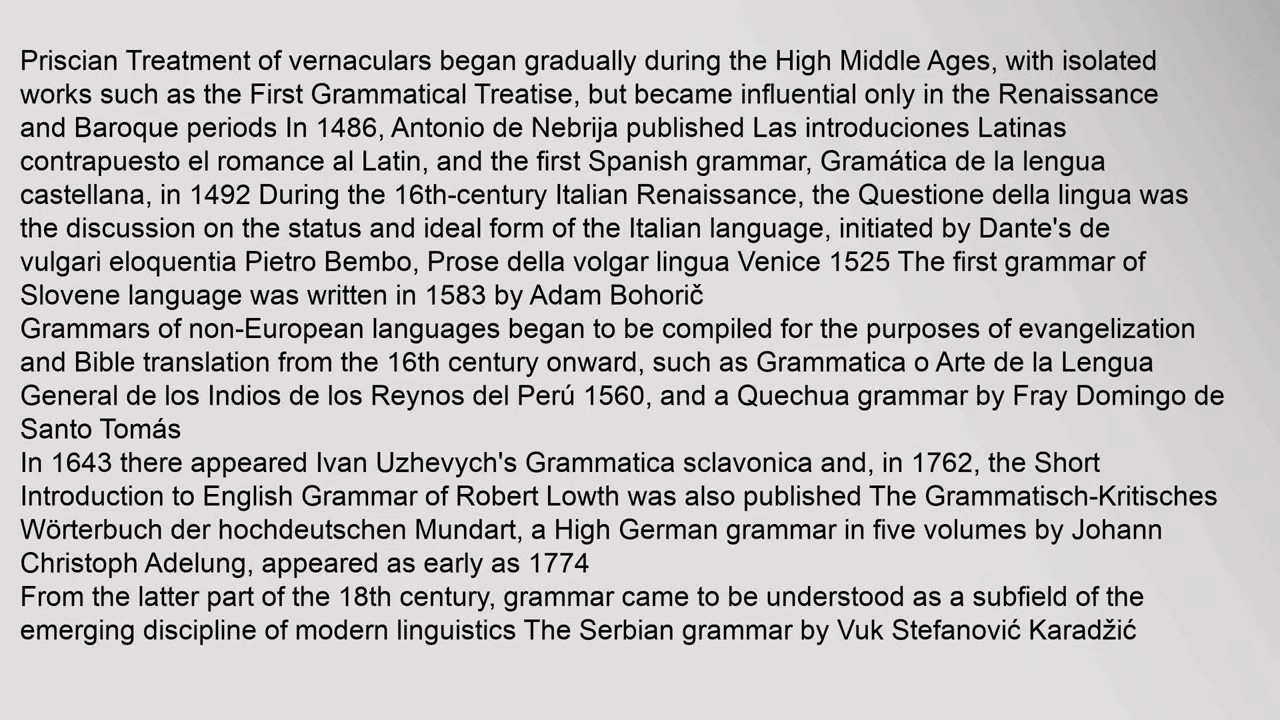 Priscian Treatment of vernaculars began gradually during the High Middle Ages, with isolated
works such as the First Grammatical Treatise, but became influential only in the Renaissance
and Baroque periods In 1486, Antonio de Nebrija published Las introduciones Latinas
contrapuesto el romance al Latin, and the first Spanish grammar, Gramática de la lengua
castellana, in 1492 During the 16th-century Italian Renaissance, the Questione della lingua was
the discussion on the status and ideal form of the Italian language, initiated by Dante's de
vulgari eloquentia Pietro Bembo, Prose della volgar lingua Venice 1525 The first grammar of
Slovene language was written in 1583 by Adam Bohorič
Grammars of non-European languages began to be compiled for the purposes of evangelization
and Bible translation from the 16th century onward, such as Grammatica o Arte de la Lengua
General de los Indios de los Reynos del Perú 1560, and a Quechua grammar by Fray Domingo de
Santo Tomás
In 1643 there appeared Ivan Uzhevych's Grammatica sclavonica and, in 1762, the Short
Introduction to English Grammar of Robert Lowth was also published The Grammatisch-Kritisches
Wörterbuch der hochdeutschen Mundart, a High German grammar in five volumes by Johann
Christoph Adelung, appeared as early as 1774
From the latter part of the 18th century, grammar came to be understood as a subfield of the
emerging discipline of modern linguistics The Serbian grammar by Vuk Stefanović Karadžić